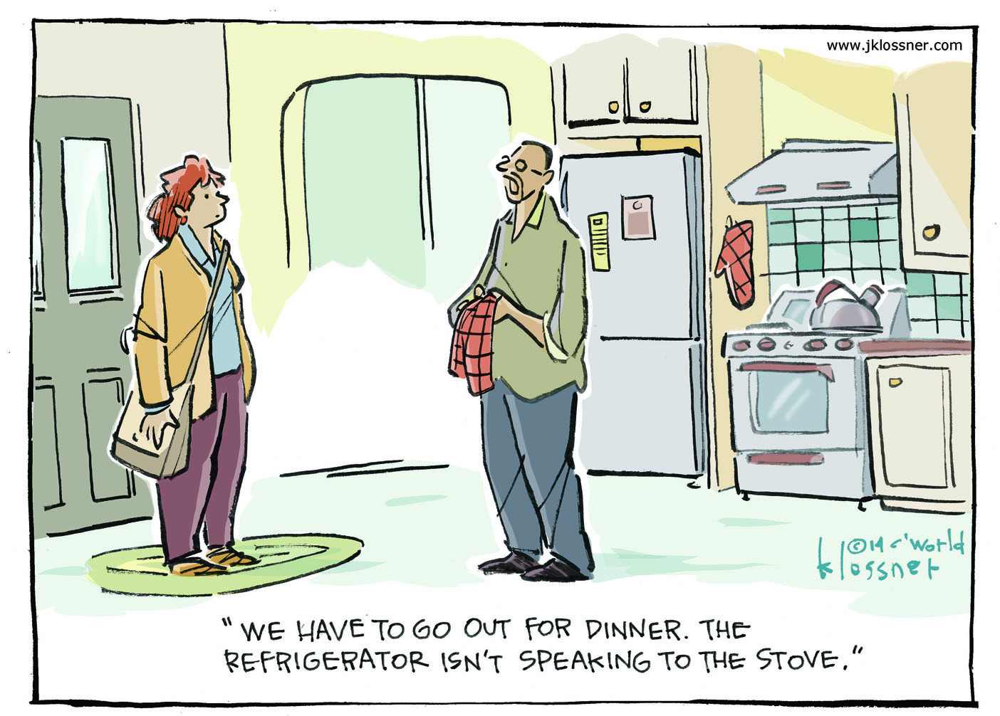 www.jklossner.com
©14 c'world
klossner
"WE HAVE TO GO OUT FOR DINNER. THE
REFRIGERATOR ISN'T SPEAKING TO THE STOVE."